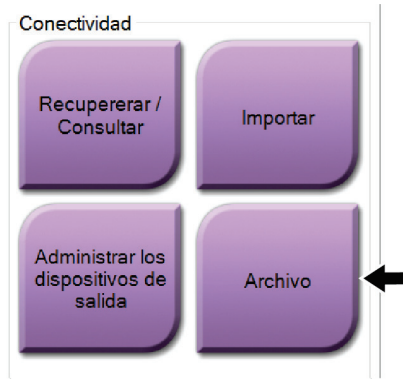 Conectividad
Recupererar /
Consultar
Importar
Administrar los
dispositivos de
salida
Archivo